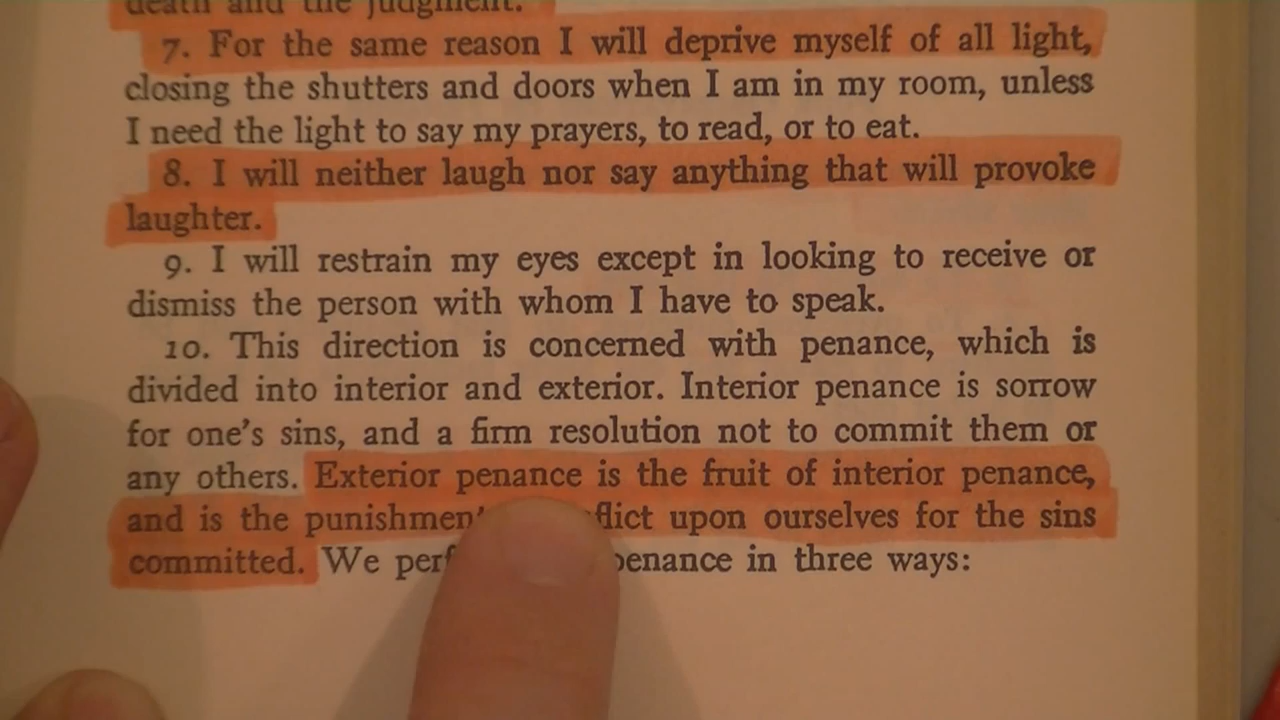 death and the judgment.
7. For the same reason I will deprive myself of all light,
closing the shutters and doors when I am in my room, unless
I need the light to say my prayers, to read, or to eat.
8. I will neither laugh nor say anything that will provoke
laughter.
9. I will restrain my eyes except in looking to receive or
dismiss the person with whom I have to speak.
10. This direction is concerned with penance, which is
divided into interior and exterior. Interior penance is sorrow
for one's sins, and a firm resolution not to commit them or
any others. Exterior penance is the fruit of interior penance,
and is the upon ourselves for the sins
committed. We in three ways: